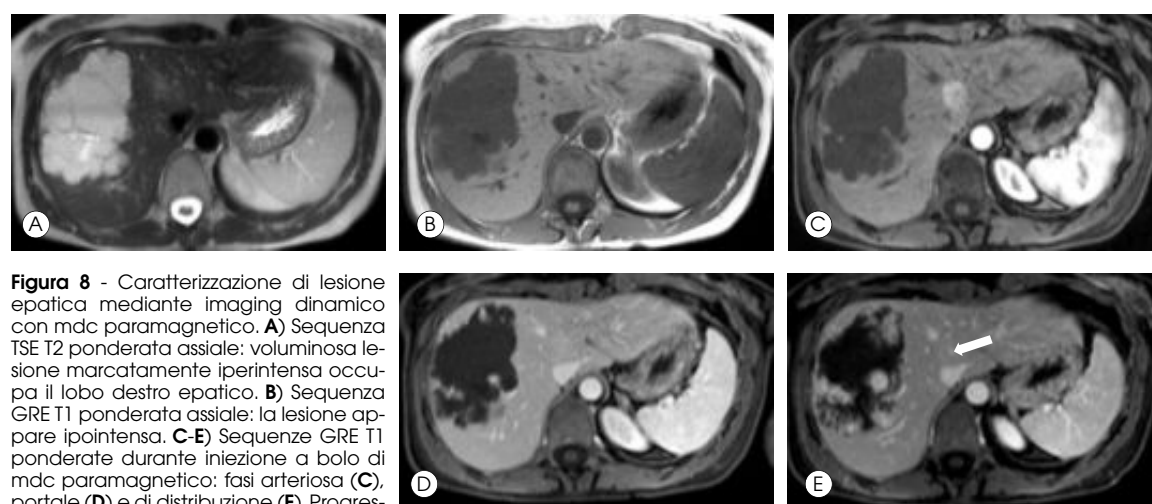 A
B
C
Figura 8 - Caratterizzazione di lesione
epatica mediante imaging dinamico
con mdc paramagnetico. A) Sequenza
TSE T2 ponderata assiale: voluminosa le-
sione marcatamente iperintensa occu-
pa il lobo destro epatico. B) Sequenza
GRE T1 ponderata assiale: la lesione ap-
pare ipointensa. C-E) Sequenze GRE T1
ponderate durante iniezione a bolo di
mdc paramagnetico: fasi arteriosa (C),
portale (D) e di distribuzione (E). Progres-
D
E